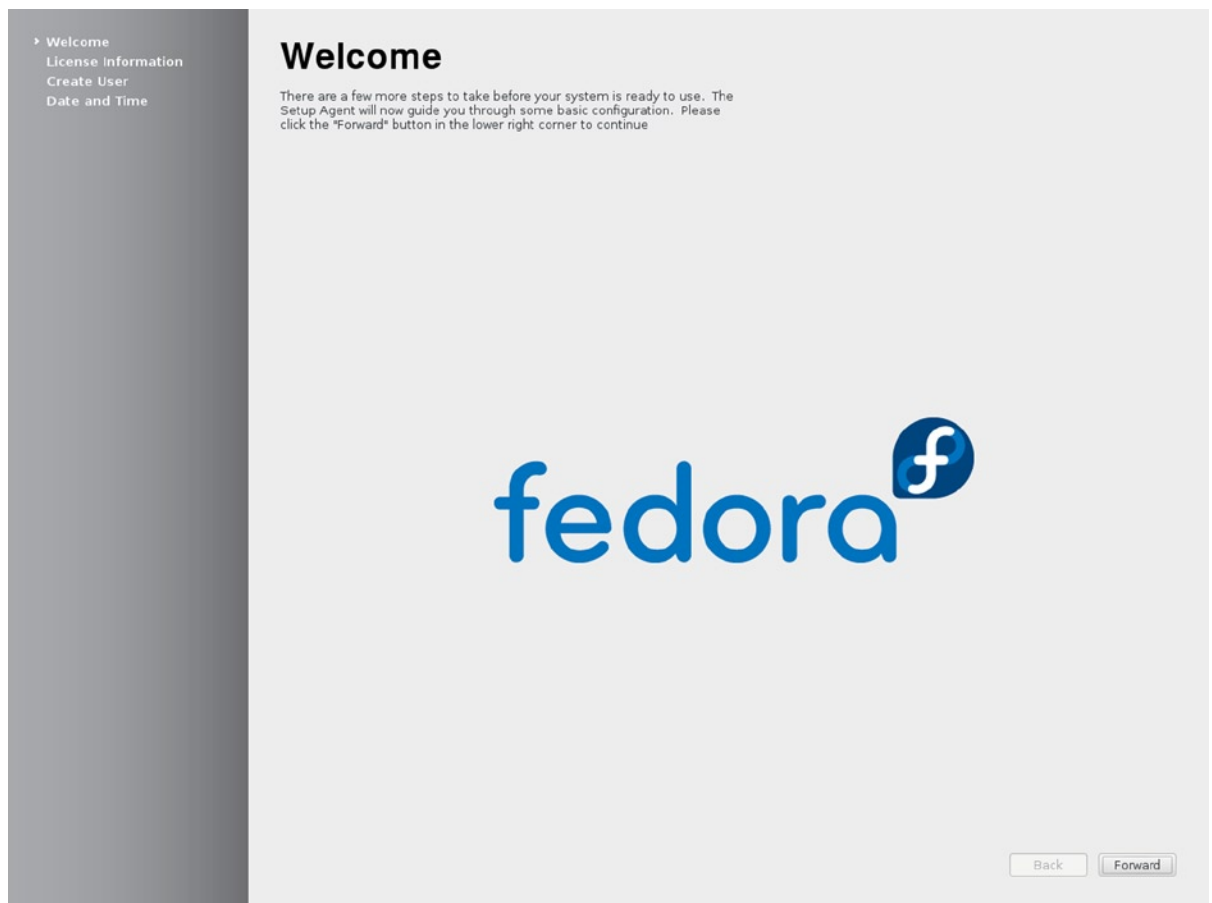 Welcome
License Information
Create User
Date and Time
Welcome
There are a few more steps to take before your system is ready to use. The
Setup Agent will now guide you through some basic configuration. Please
click the "Forward" button in the lower right corner to continue
fedora
Back
Forward